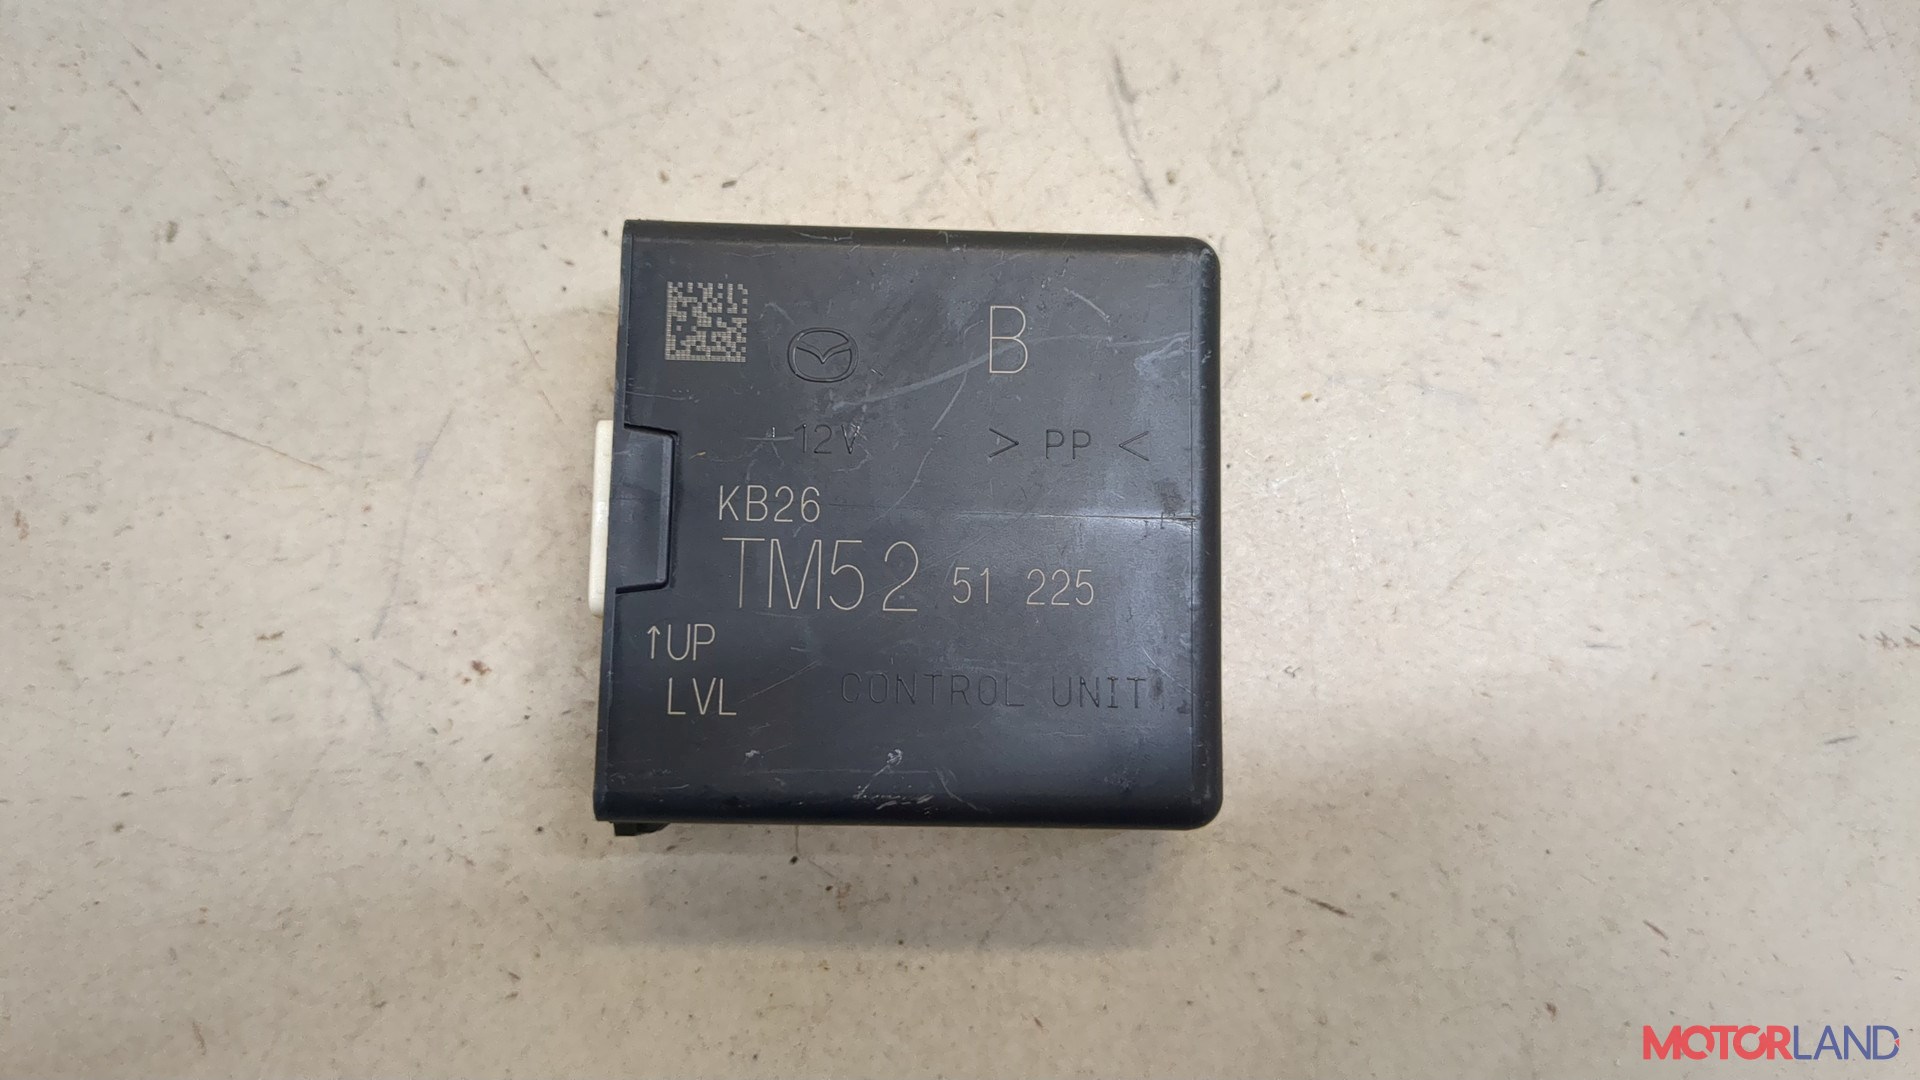 B
12V > PP <
KB26
TM52 51 225
↑UP
LVL
CONTROL UNIT
MOTORLAND